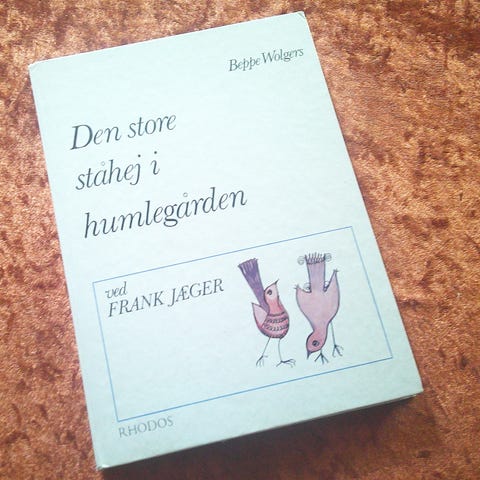 Beppe Wolgers
Den store
ståhej i
humlegården
ved
FRANK JÆGER
RHODOS